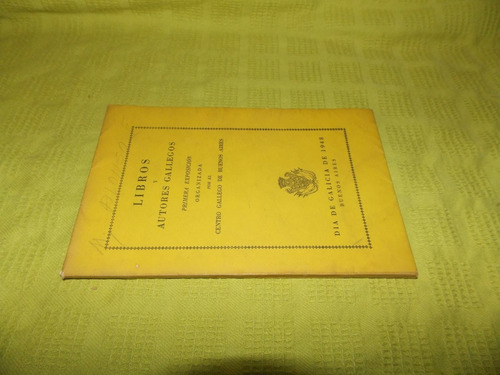 LIBROS
Y
AUTORES GALLEGOS
PRIMERA EXPOSICIÓN
ORGANIZADA
POR EL
CENTRO GALLEGO DE BUENOS AIRES
DIA DE GALICIA DE 1948
BUENOS AIRES